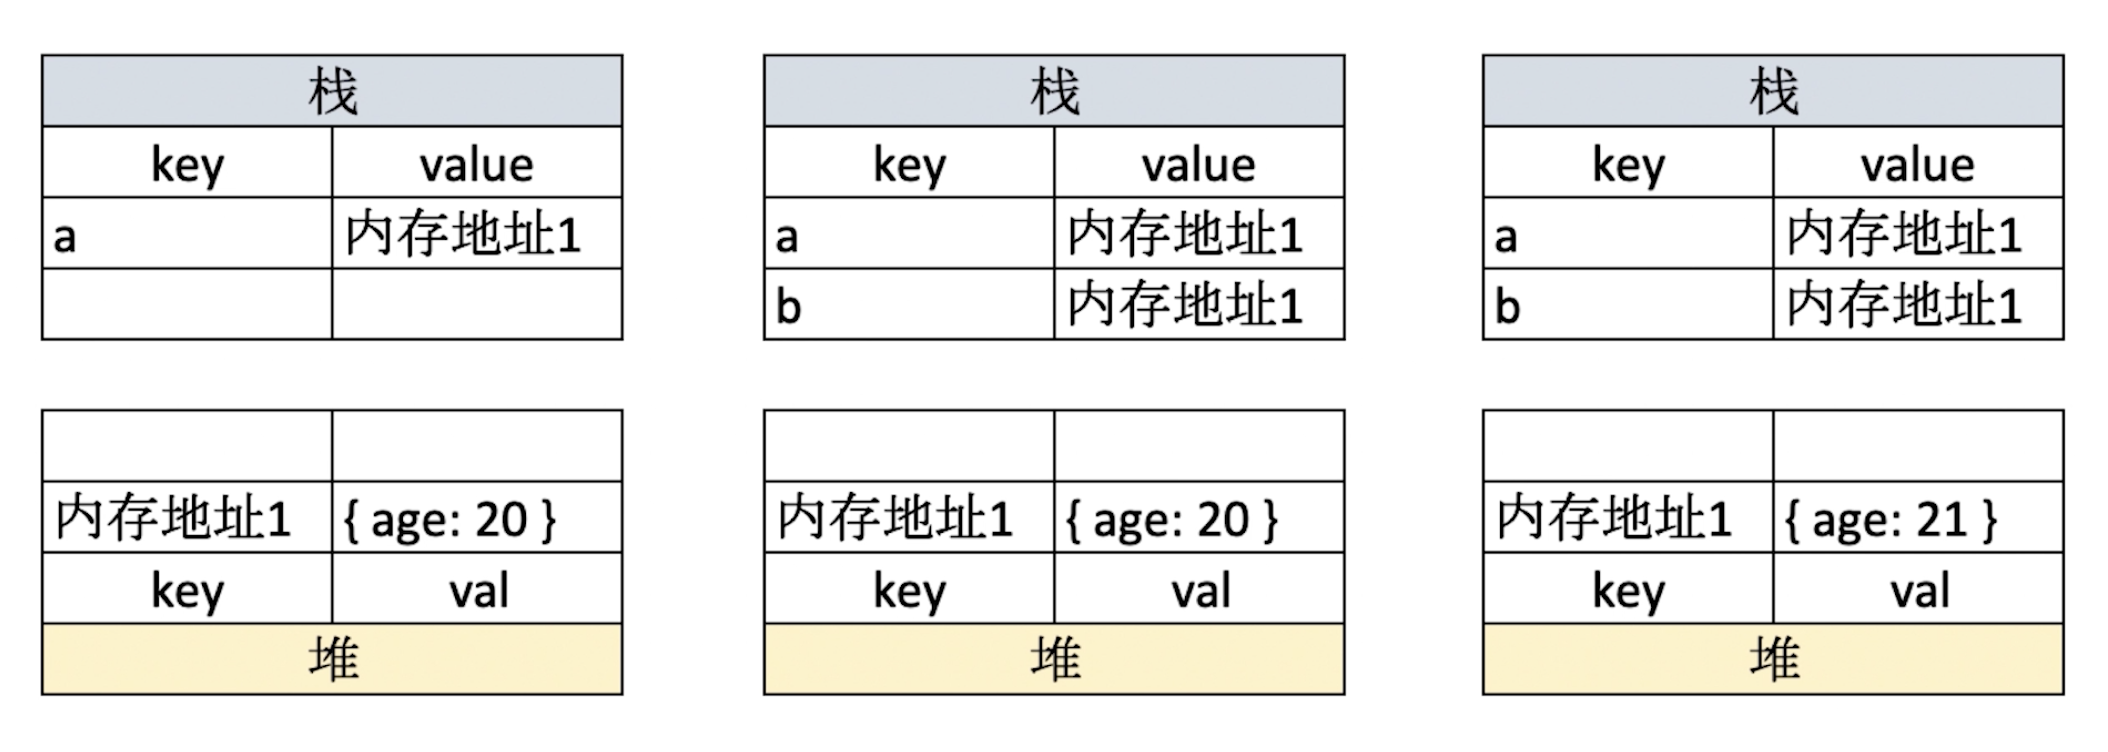 栈
key value
a 内存地址1
内存地址1 { age: 20 }
key val
堆
栈
key value
a 内存地址1
b 内存地址1
内存地址1 { age: 20 }
key val
堆
栈
key value
a 内存地址1
b 内存地址1
内存地址1 { age: 21 }
key val
堆